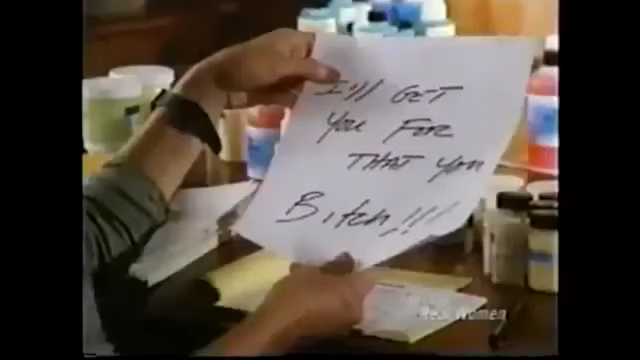 I'll GET
You FOR
THAT You
Bitch!!!
Real Women